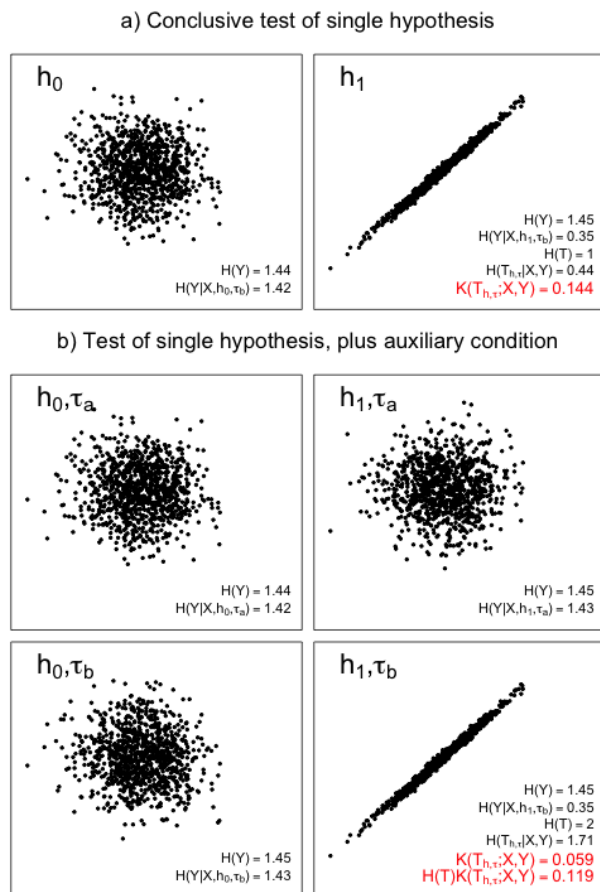 a) Conclusive test of single hypothesis
h₀
H(Y) = 1.44
H(Y|X,h₀,τb) = 1.42
h₁
H(Y) = 1.45
H(Y|X,h₁,τb) = 0.35
H(T) = 1
H(Th,τ|X,Y) = 0.44
K(Th,τ;X,Y) = 0.144
b) Test of single hypothesis, plus auxiliary condition
h₀,τa
H(Y) = 1.44
H(Y|X,h₀,τa) = 1.42
h₁,τa
H(Y) = 1.45
H(Y|X,h₁,τa) = 1.43
h₀,τb
H(Y) = 1.45
H(Y|X,h₀,τb) = 1.43
h₁,τb
H(Y) = 1.45
H(Y|X,h₁,τb) = 0.35
H(T) = 2
H(Th,τ|X,Y) = 1.71
K(Th,τ;X,Y) = 0.059
H(T)K(Th,τ;X,Y) = 0.119